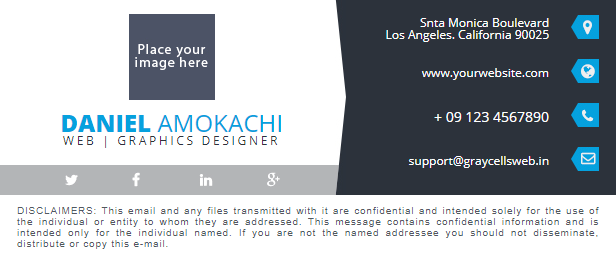 Place your
image here
DANIEL AMOKACHI
WEB | GRAPHICS DESIGNER
Snta Monica Boulevard
Los Angeles. California 90025
www.yourwebsite.com
+ 09 123 4567890
support@graycellsweb.in
DISCLAIMERS: This email and any files transmitted with it are confidential and intended solely for the use of
the individual or entity to whom they are addressed. This message contains confidential information and is
intended only for the individual named. If you are not the named addressee you should not disseminate,
distribute or copy this e-mail.